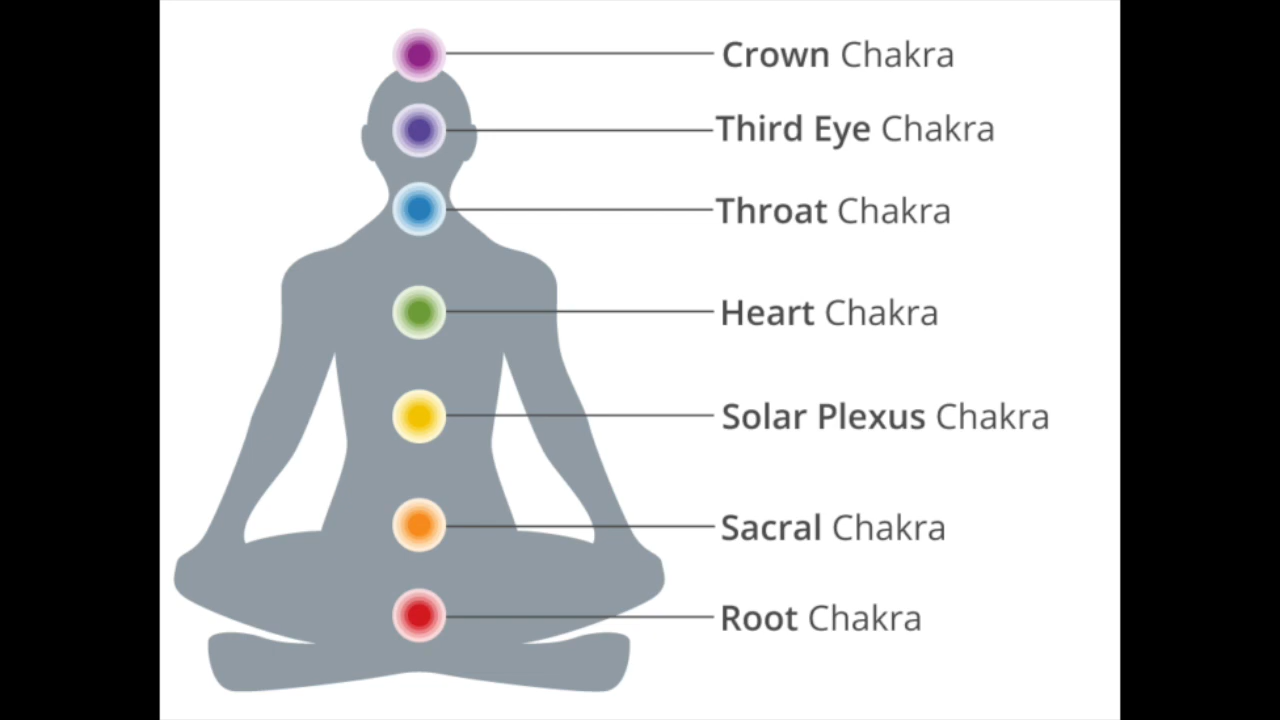 Crown Chakra
Third Eye Chakra
Throat Chakra
Heart Chakra
Solar Plexus Chakra
Sacral Chakra
Root Chakra